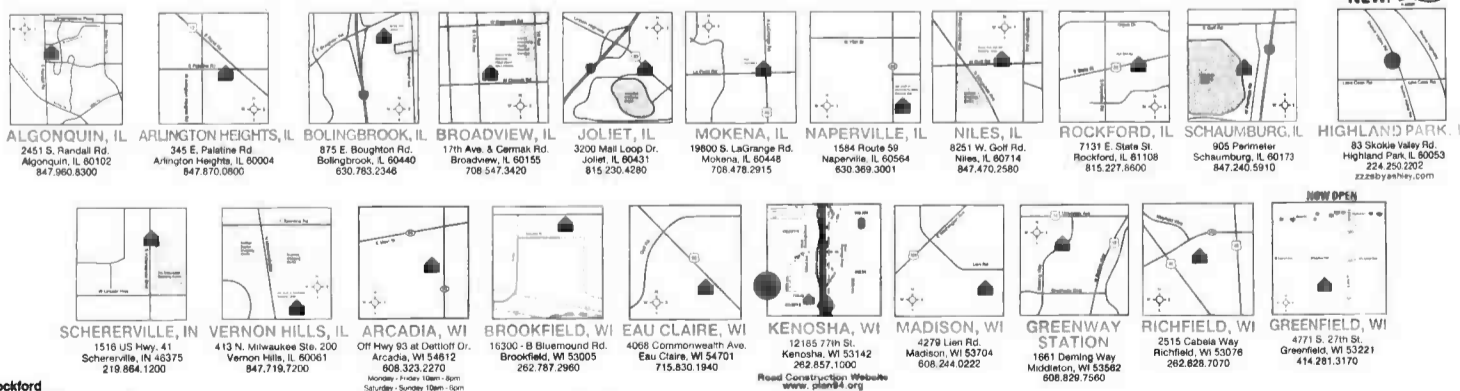 NEW!
ALGONQUIN, IL
2451 S. Randall Rd.
Algonquin, IL 60102
847.960.8300
ARLINGTON HEIGHTS, IL
345 E. Palatine Rd.
Arlington Heights, IL 60004
847.870.0800
BOLINGBROOK, IL
875 E. Boughton Rd.
Bolingbrook, IL 60440
630.783.2346
BROADVIEW, IL
17th Ave. & Cermak Rd.
Broadview, IL 60155
708.547.3420
JOLIET, IL
3200 Mall Loop Dr.
Joliet, IL 60431
815.230.4280
MOKENA, IL
19800 S. LaGrange Rd.
Mokena, IL 60448
708.478.2915
NAPERVILLE, IL
1584 Route 59
Naperville, IL 60564
630.369.3001
NILES, IL
8251 W. Golf Rd.
Niles, IL 60714
847.470.2580
ROCKFORD, IL
7131 E. State St.
Rockford, IL 61108
815.227.8600
SCHAUMBURG, IL
905 Perimeter
Schaumburg, IL 60173
847.240.5910
HIGHLAND PARK, I
83 Skokie Valley Rd.
Highland Park, IL 60053
224.250.2202
zzzsbyashley.com
SCHERERVILLE, IN
1516 US Hwy. 41
Schererville, IN 46375
219.864.1200
VERNON HILLS, IL
413 N. Milwaukee Ste. 200
Vernon Hills, IL 60061
847.719.7200
ARCADIA, WI
Off Hwy 93 at Dettloff Dr.
Arcadia, WI 54612
608.323.2270
Monday - Friday 10am - 8pm
Saturday - Sunday 10am - 6pm
BROOKFIELD, WI
16300 - B Bluemound Rd.
Brookfield, WI 53005
262.787.2960
EAU CLAIRE, WI
4068 Commonwealth Ave.
Eau Claire, WI 54701
715.830.1940
KENOSHA, WI
12185 77th St.
Kenosha, WI 53142
262.857.1000
Road Construction Website
www. plan94.org
MADISON, WI
4279 Lien Rd.
Madison, WI 53704
608.244.0222
GREENWAY
STATION
1661 Deming Way
Middleton, WI 53562
608.829.7560
RICHFIELD, WI
2515 Cabela Way
Richfield, WI 53076
262.628.7070
NOW OPEN
GREENFIELD, WI
4771 S. 27th St.
Greenfield, WI 53221
414.281.3170
ockford